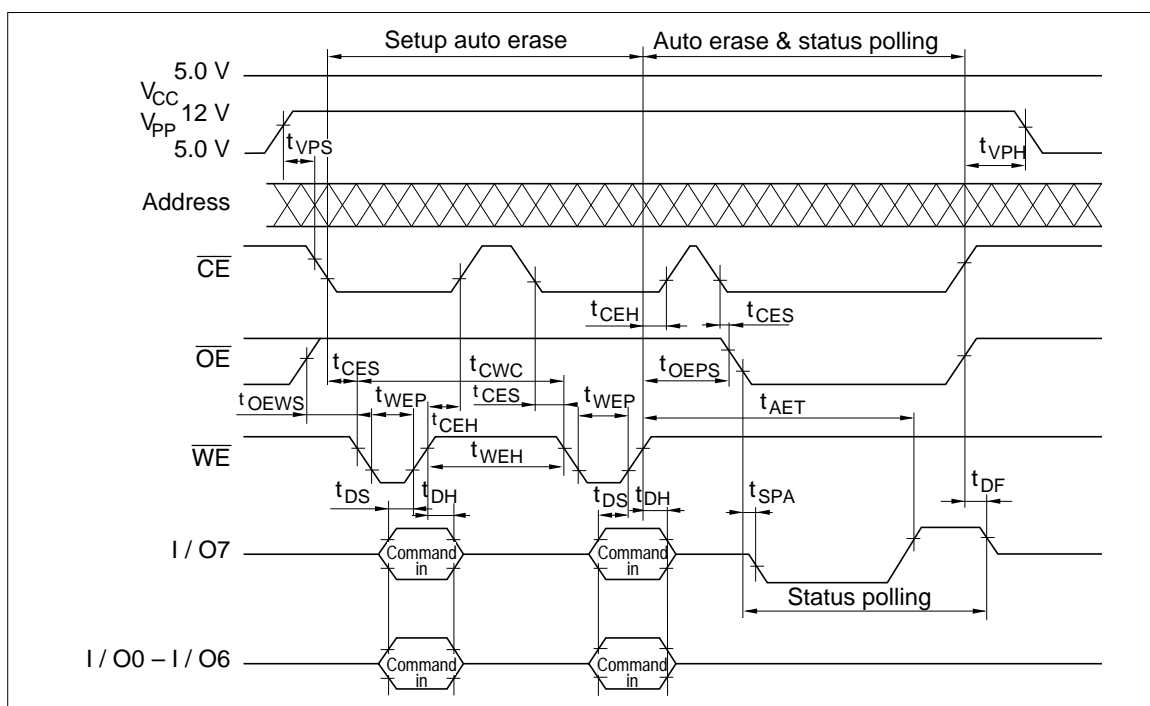 Setup auto erase
Auto erase & status polling
5.0 V
VCC
12 V
VPP
5.0 V
tVPS
tVPH
Address
CE
tCEH
tCES
OE
tCES
tCWC
tOEPS
tOEWS
tWEP
tCES
tWEP
tAET
tCEH
WE
tWEH
tDS
tDH
tDS
tDH
tSPA
tDF
I / O7
Command
in
Command
in
Status polling
I / O0 – I / O6
Command
in
Command
in